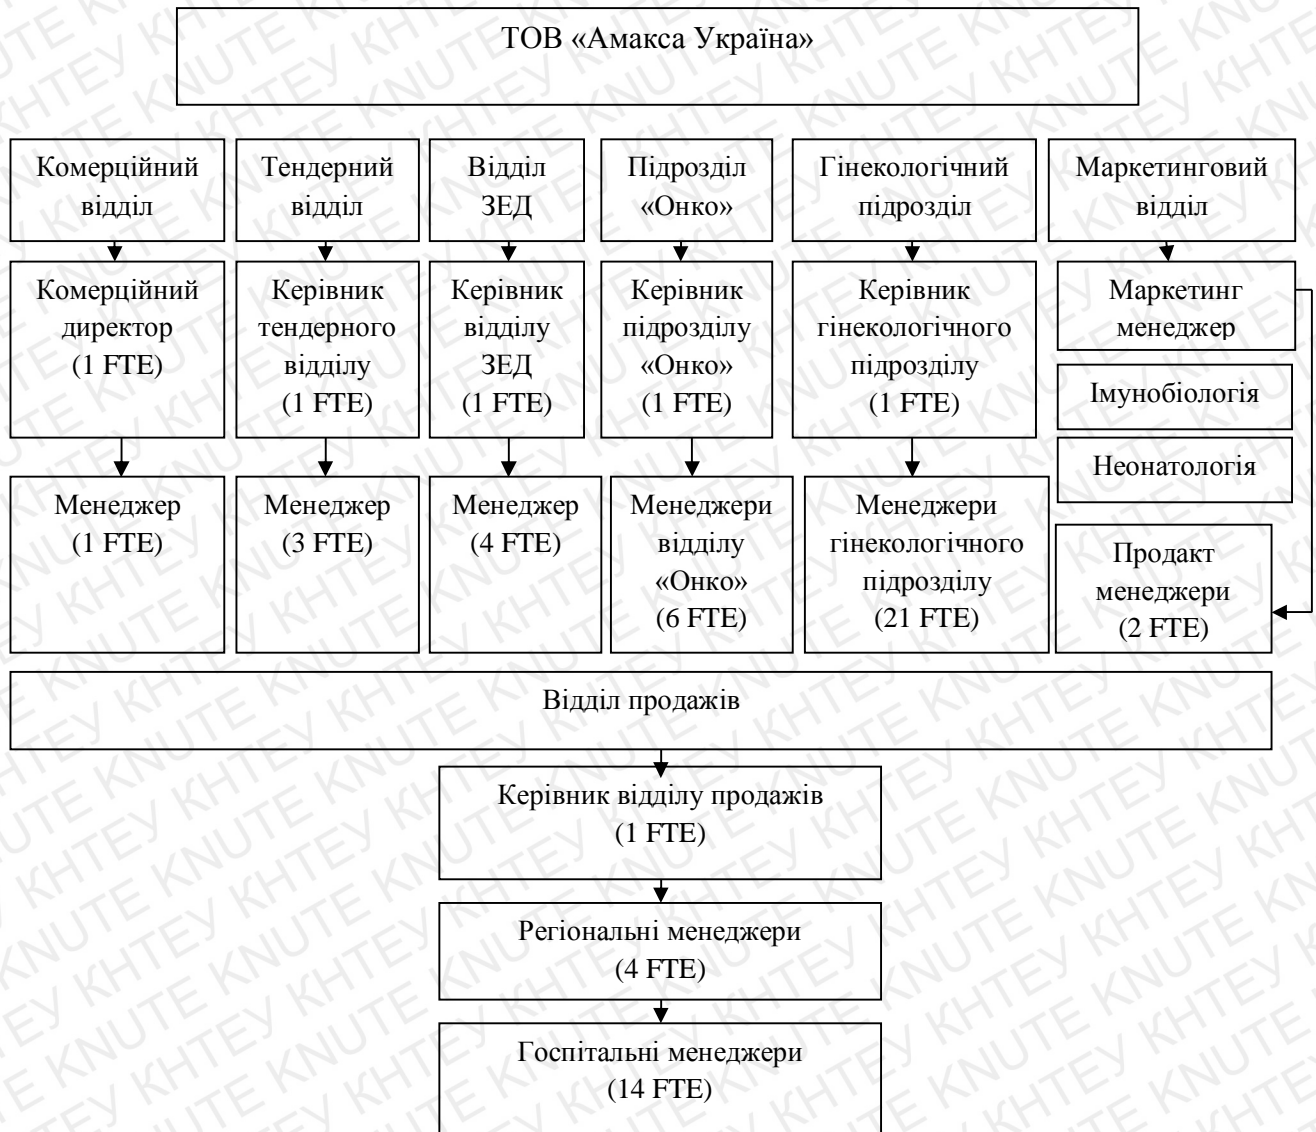 ТОВ «Амакса Україна»
Комерційний
відділ
Тендерний
відділ
Відділ
ЗЕД
Підрозділ
«Онко»
Гінекологічний
підрозділ
Маркетинговий
відділ
Комерційний
директор
(1 FTE)
Керівник
тендерного
відділу
(1 FTE)
Керівник
відділу
ЗЕД
(1 FTE)
Керівник
підрозділу
«Онко»
(1 FTE)
Керівник
гінекологічного
підрозділу
(1 FTE)
Маркетинг
менеджер
Імунобіологія
Неонатологія
Менеджер
(1 FTE)
Менеджер
(3 FTE)
Менеджер
(4 FTE)
Менеджери
відділу
«Онко»
(6 FTE)
Менеджери
гінекологічного
підрозділу
(21 FTE)
Продакт
менеджери
(2 FTE)
Відділ продажів
Керівник відділу продажів
(1 FTE)
Регіональні менеджери
(4 FTE)
Госпітальні менеджери
(14 FTE)